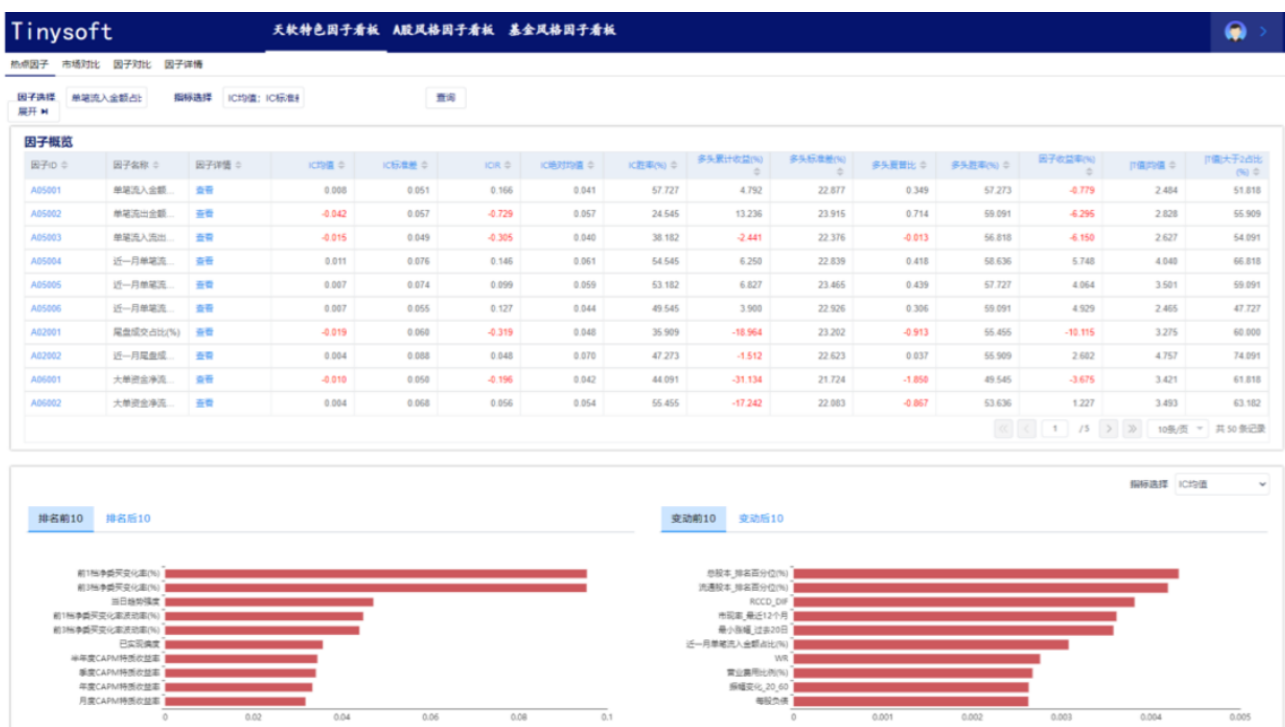 Tinysoft 天软特色因子看板 A股风格因子看板 基金风格因子看板
热点因子 市场对比 因子对比 因子详情
因子选择 单笔流入金额占 指标选择 IC均值; IC标准 查询
展开
因子概览
因子ID 因子名称 因子详情 IC均值 IC标准差 ICIR IC绝对均值 IC胜率(%) 多头累计收益(%) 多头标准差(%) 多头夏普比 多头胜率(%) 因子收益率(%) |T值|均值 |T值|大于2占比(%)
A05001 单笔流入金额... 查看 0.008 0.051 0.166 0.041 57.727 4.792 22.877 0.349 57.273 -0.779 2.484 51.818
A05002 单笔流出金额... 查看 -0.042 0.057 -0.729 0.057 24.545 13.236 23.915 0.714 59.091 -6.295 2.828 55.909
A05003 单笔流入流出... 查看 -0.015 0.049 -0.305 0.040 38.182 -2.441 22.376 -0.013 56.818 -6.150 2.627 54.091
A05004 近一月单笔流... 查看 0.011 0.076 0.146 0.061 54.545 6.250 22.839 0.418 58.636 5.748 4.040 66.818
A05005 近一月单笔流... 查看 0.007 0.074 0.099 0.059 53.182 6.827 23.465 0.439 57.727 4.064 3.501 59.091
A05006 近一月单笔流... 查看 0.007 0.055 0.127 0.044 49.545 3.900 22.926 0.306 59.091 4.929 2.465 47.727
A02001 尾盘成交占比(%) 查看 -0.019 0.060 -0.319 0.048 35.909 -18.964 23.202 -0.913 55.455 -10.115 3.275 60.000
A02002 近一月尾盘成... 查看 0.004 0.088 0.048 0.070 47.273 -1.512 22.623 0.037 55.909 2.602 4.757 74.091
A06001 大单资金净流... 查看 -0.010 0.050 -0.196 0.042 44.091 -31.134 21.724 -1.850 49.545 -3.675 3.421 61.818
A06002 大单资金净流... 查看 0.004 0.068 0.056 0.054 55.455 -17.242 22.083 -0.867 53.636 1.227 3.493 63.182
1 /5 10条/页 共 50 条记录
指标选择 IC均值
排名前10 排名后10
前1档净委买变化率(%)
前3档净委买变化率(%)
当日趋势强度
前1档净委买变化率波动率(%)
前3档净委买变化率波动率(%)
已实现偏度
半年度CAPM特质收益率
季度CAPM特质收益率
年度CAPM特质收益率
月度CAPM特质收益率
0 0.02 0.04 0.06 0.08 0.1
变动前10 变动后10
总股本_排名百分位(%)
流通股本_排名百分位(%)
RCCD_DIF
市现率_最近12个月
最小涨幅_过去20日
近一月单笔流入金额占比(%)
WR
营业费用比例(%)
振幅变化_20_60
每股负债
0 0.001 0.002 0.003 0.004 0.005